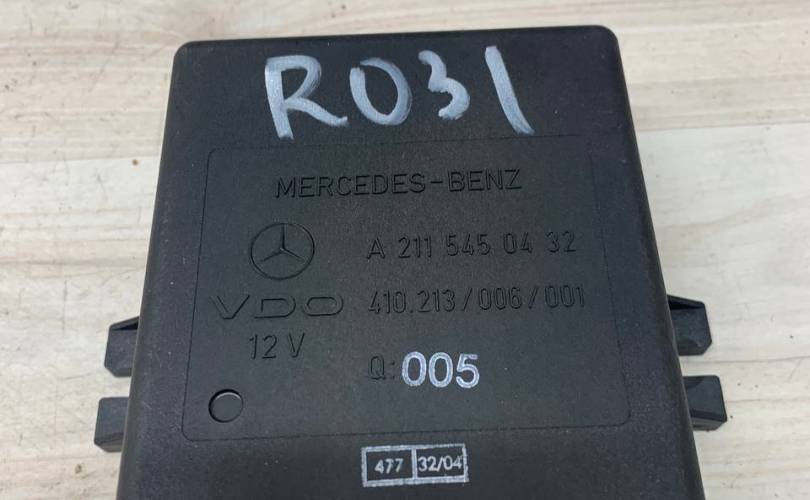 R031
MERCEDES-BENZ
A 211 545 04 32
VDO 410.213/006/001
12 V
Q: 005
477 32/04